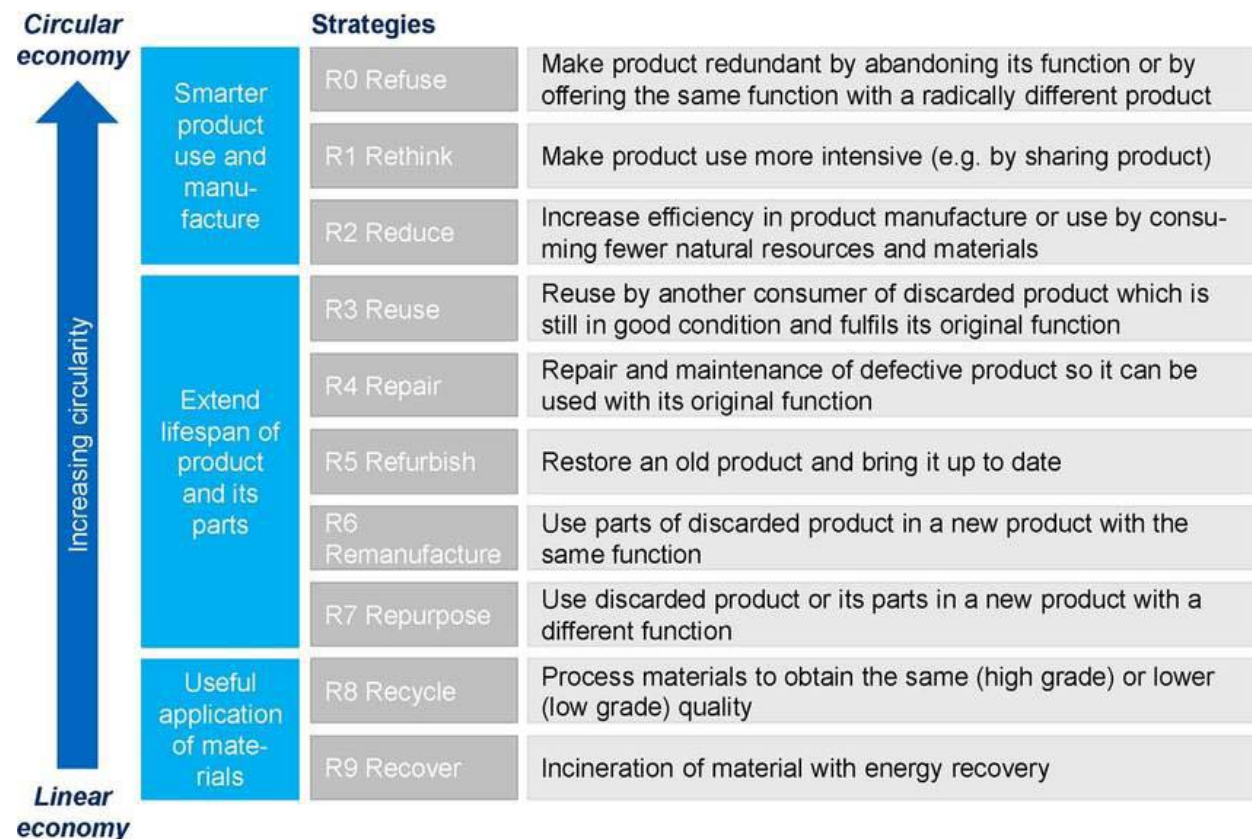 Circular
economy
Strategies
Increasing circularity
Linear
economy
Smarter
product
use and
manu-
facture
R0 Refuse
Make product redundant by abandoning its function or by
offering the same function with a radically different product
R1 Rethink
Make product use more intensive (e.g. by sharing product)
R2 Reduce
Increase efficiency in product manufacture or use by consu-
ming fewer natural resources and materials
Extend
lifespan of
product
and its
parts
R3 Reuse
Reuse by another consumer of discarded product which is
still in good condition and fulfils its original function
R4 Repair
Repair and maintenance of defective product so it can be
used with its original function
R5 Refurbish
Restore an old product and bring it up to date
R6
Remanufacture
Use parts of discarded product in a new product with the
same function
R7 Repurpose
Use discarded product or its parts in a new product with a
different function
Useful
application
of mate-
rials
R8 Recycle
Process materials to obtain the same (high grade) or lower
(low grade) quality
R9 Recover
Incineration of material with energy recovery